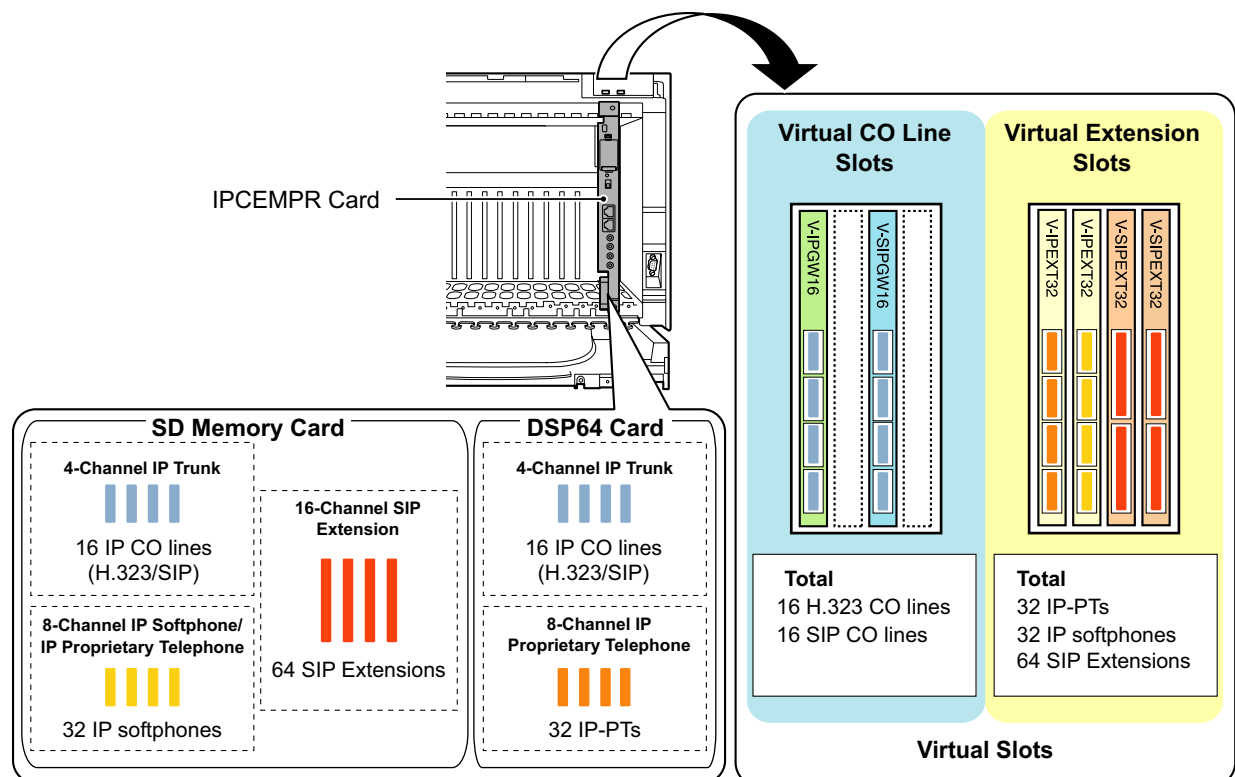 IPCEMPR Card
SD Memory Card
4-Channel IP Trunk
16 IP CO lines
(H.323/SIP)
8-Channel IP Softphone/
IP Proprietary Telephone
32 IP softphones
16-Channel SIP
Extension
64 SIP Extensions
DSP64 Card
4-Channel IP Trunk
16 IP CO lines
(H.323/SIP)
8-Channel IP
Proprietary Telephone
32 IP-PTs
Virtual CO Line
Slots
V-IPGW16
V-SIPGW16
Total
16 H.323 CO lines
16 SIP CO lines
Virtual Extension
Slots
V-IPEXT32
V-IPEXT32
V-SIPEXT32
V-SIPEXT32
Total
32 IP-PTs
32 IP softphones
64 SIP Extensions
Virtual Slots